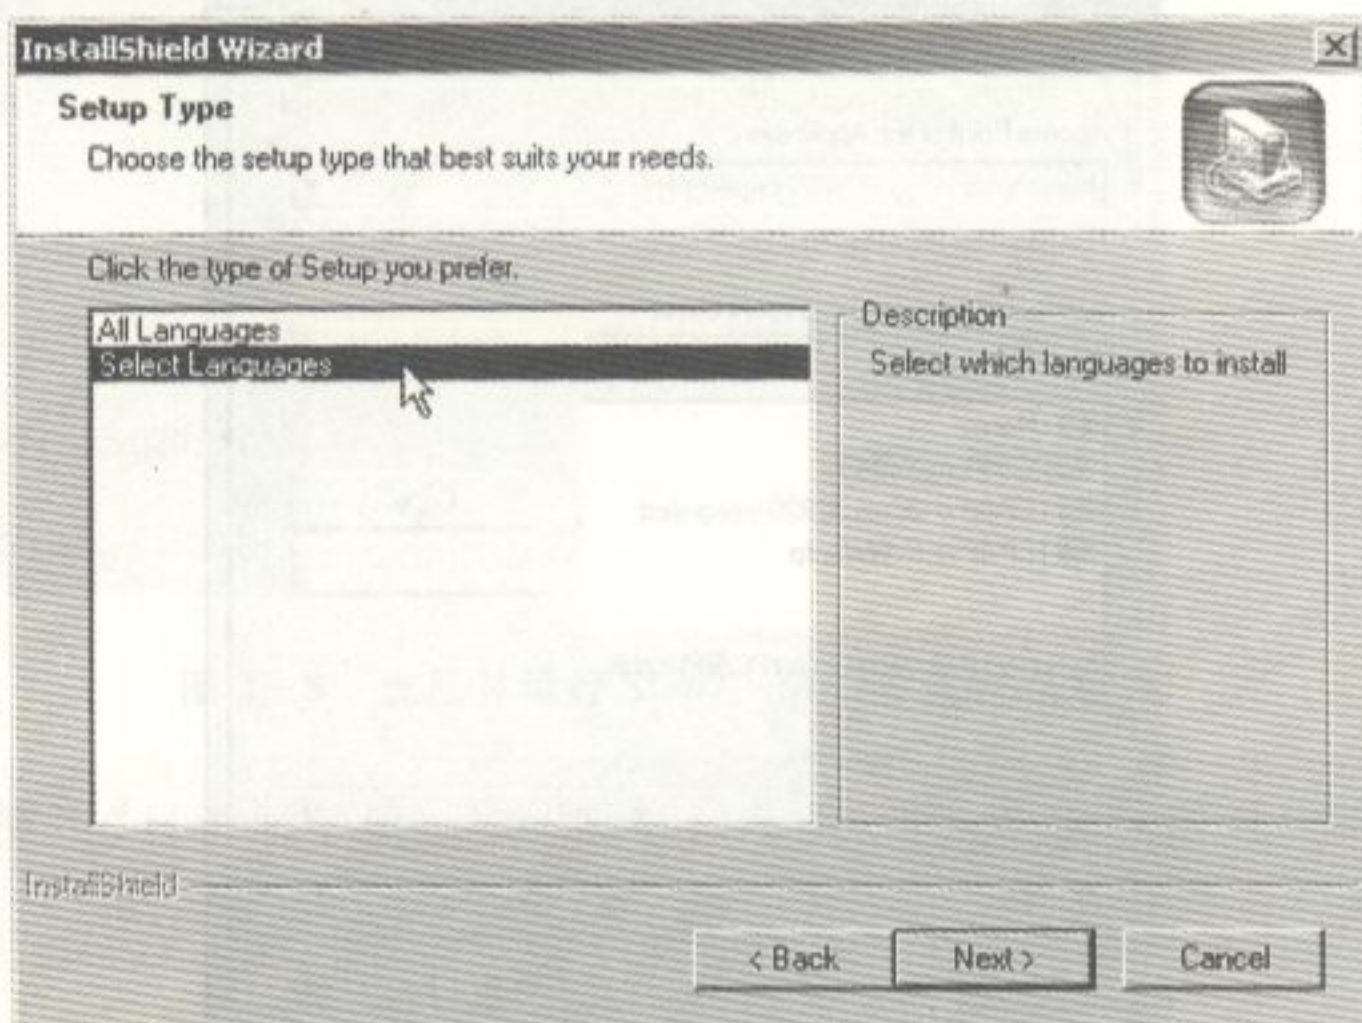 InstallShield Wizard
Setup Type
Choose the setup type that best suits your needs.
Click the type of Setup you prefer.
All Languages
Select Languages
Description
Select which languages to install
InstallShield
< Back
Next >
Cancel